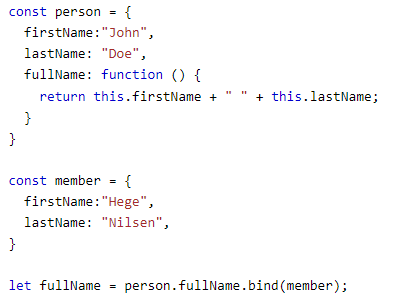 const person = {
  firstName:"John",
  lastName: "Doe",
  fullName: function () {
    return this.firstName + " " + this.lastName;
  }
}

const member = {
  firstName:"Hege",
  lastName: "Nilsen",
}

let fullName = person.fullName.bind(member);